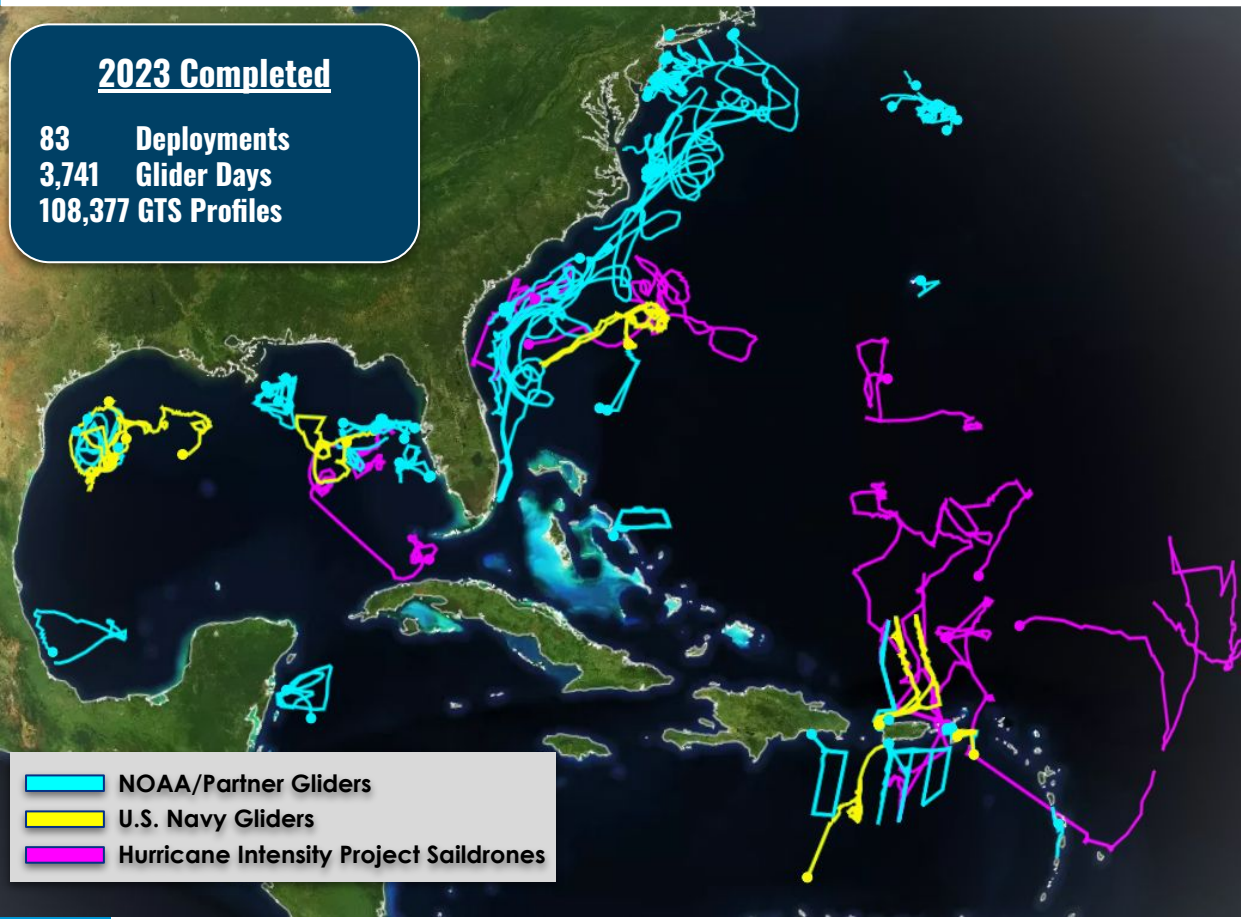 2023 Completed
83 Deployments
3,741 Glider Days
108,377 GTS Profiles
NOAA/Partner Gliders
U.S. Navy Gliders
Hurricane Intensity Project Saildrones